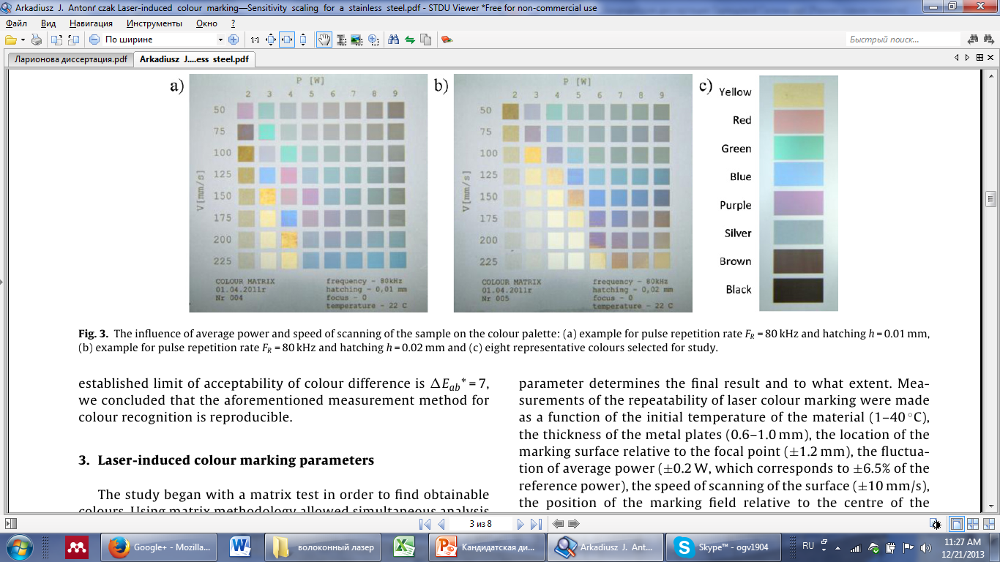 Arkadiusz J. Antończak Laser-induced colour marking—Sensitivity scaling for a stainless steel.pdf - STDU Viewer *Free for non-commercial use
Файл Вид Навигация Инструменты Окно ?
По ширине 1:1 Быстрый поиск...
Ларионова диссертация.pdf Arkadiusz J....ess steel.pdf
a)
P [W]
2 3 4 5 6 7 8 9
V[mm/s]
50
75
100
125
150
175
200
225
COLOUR MATRIX
01.04.2011r
Nr 004
frequency - 80kHz
hatching - 0,01 mm
focus - 0
temperature - 22 C
b)
P [W]
2 3 4 5 6 7 8 9
V[mm/s]
50
75
100
125
150
175
200
225
COLOUR MATRIX
01.04.2011r
Nr 005
frequency - 80kHz
hatching - 0,02 mm
focus - 0
temperature - 22 C
c)
Yellow
Red
Green
Blue
Purple
Silver
Brown
Black
Fig. 3. The influence of average power and speed of scanning of the sample on the colour palette: (a) example for pulse repetition rate FR = 80 kHz and hatching h = 0.01 mm,
(b) example for pulse repetition rate FR = 80 kHz and hatching h = 0.02 mm and (c) eight representative colours selected for study.
established limit of acceptability of colour difference is △Eab* = 7,
we concluded that the aforementioned measurement method for
colour recognition is reproducible.
3. Laser-induced colour marking parameters
The study began with a matrix test in order to find obtainable
colours. Using matrix methodology allowed simultaneous analysis
parameter determines the final result and to what extent. Mea-
surements of the repeatability of laser colour marking were made
as a function of the initial temperature of the material (1–40 °C),
the thickness of the metal plates (0.6–1.0 mm), the location of the
marking surface relative to the focal point (±1.2 mm), the fluctua-
tion of average power (±0.2 W, which corresponds to ±6.5% of the
reference power), the speed of scanning of the surface (±10 mm/s),
the position of the marking field relative to the centre of the
3 из 8
Google+ - Mozilla... волоконный лазер Кандидатская ди... Arkadiusz J. Ant... Skype™ - ogv1904 RU 11:27 AM
12/21/2013